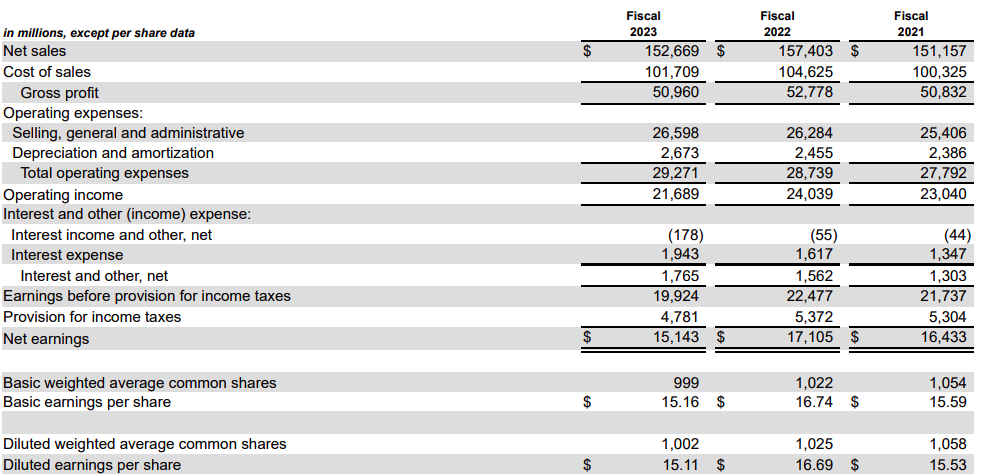 Fiscal Fiscal Fiscal
in millions, except per share data 2023 2022 2021
Net sales $ 152,669 $ 157,403 $ 151,157
Cost of sales 101,709 104,625 100,325
Gross profit 50,960 52,778 50,832
Operating expenses:
Selling, general and administrative 26,598 26,284 25,406
Depreciation and amortization 2,673 2,455 2,386
Total operating expenses 29,271 28,739 27,792
Operating income 21,689 24,039 23,040
Interest and other (income) expense:
Interest income and other, net (178) (55) (44)
Interest expense 1,943 1,617 1,347
Interest and other, net 1,765 1,562 1,303
Earnings before provision for income taxes 19,924 22,477 21,737
Provision for income taxes 4,781 5,372 5,304
Net earnings $ 15,143 $ 17,105 $ 16,433
Basic weighted average common shares 999 1,022 1,054
Basic earnings per share $ 15.16 $ 16.74 $ 15.59
Diluted weighted average common shares 1,002 1,025 1,058
Diluted earnings per share $ 15.11 $ 16.69 $ 15.53